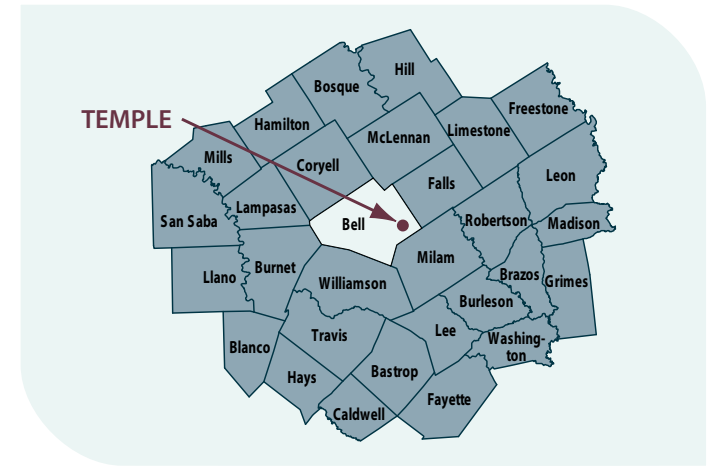 Hill
Bosque
Freestone
TEMPLE
Hamilton
McLennan
Limestone
Mills
Coryell
Leon
Falls
San Saba
Lampasas
Bell
Robertson
Madison
Milam
Llano
Burnet
Williamson
Brazos
Grimes
Burleson
Travis
Lee
Washing-
ton
Blanco
Hays
Bastrop
Fayette
Caldwell